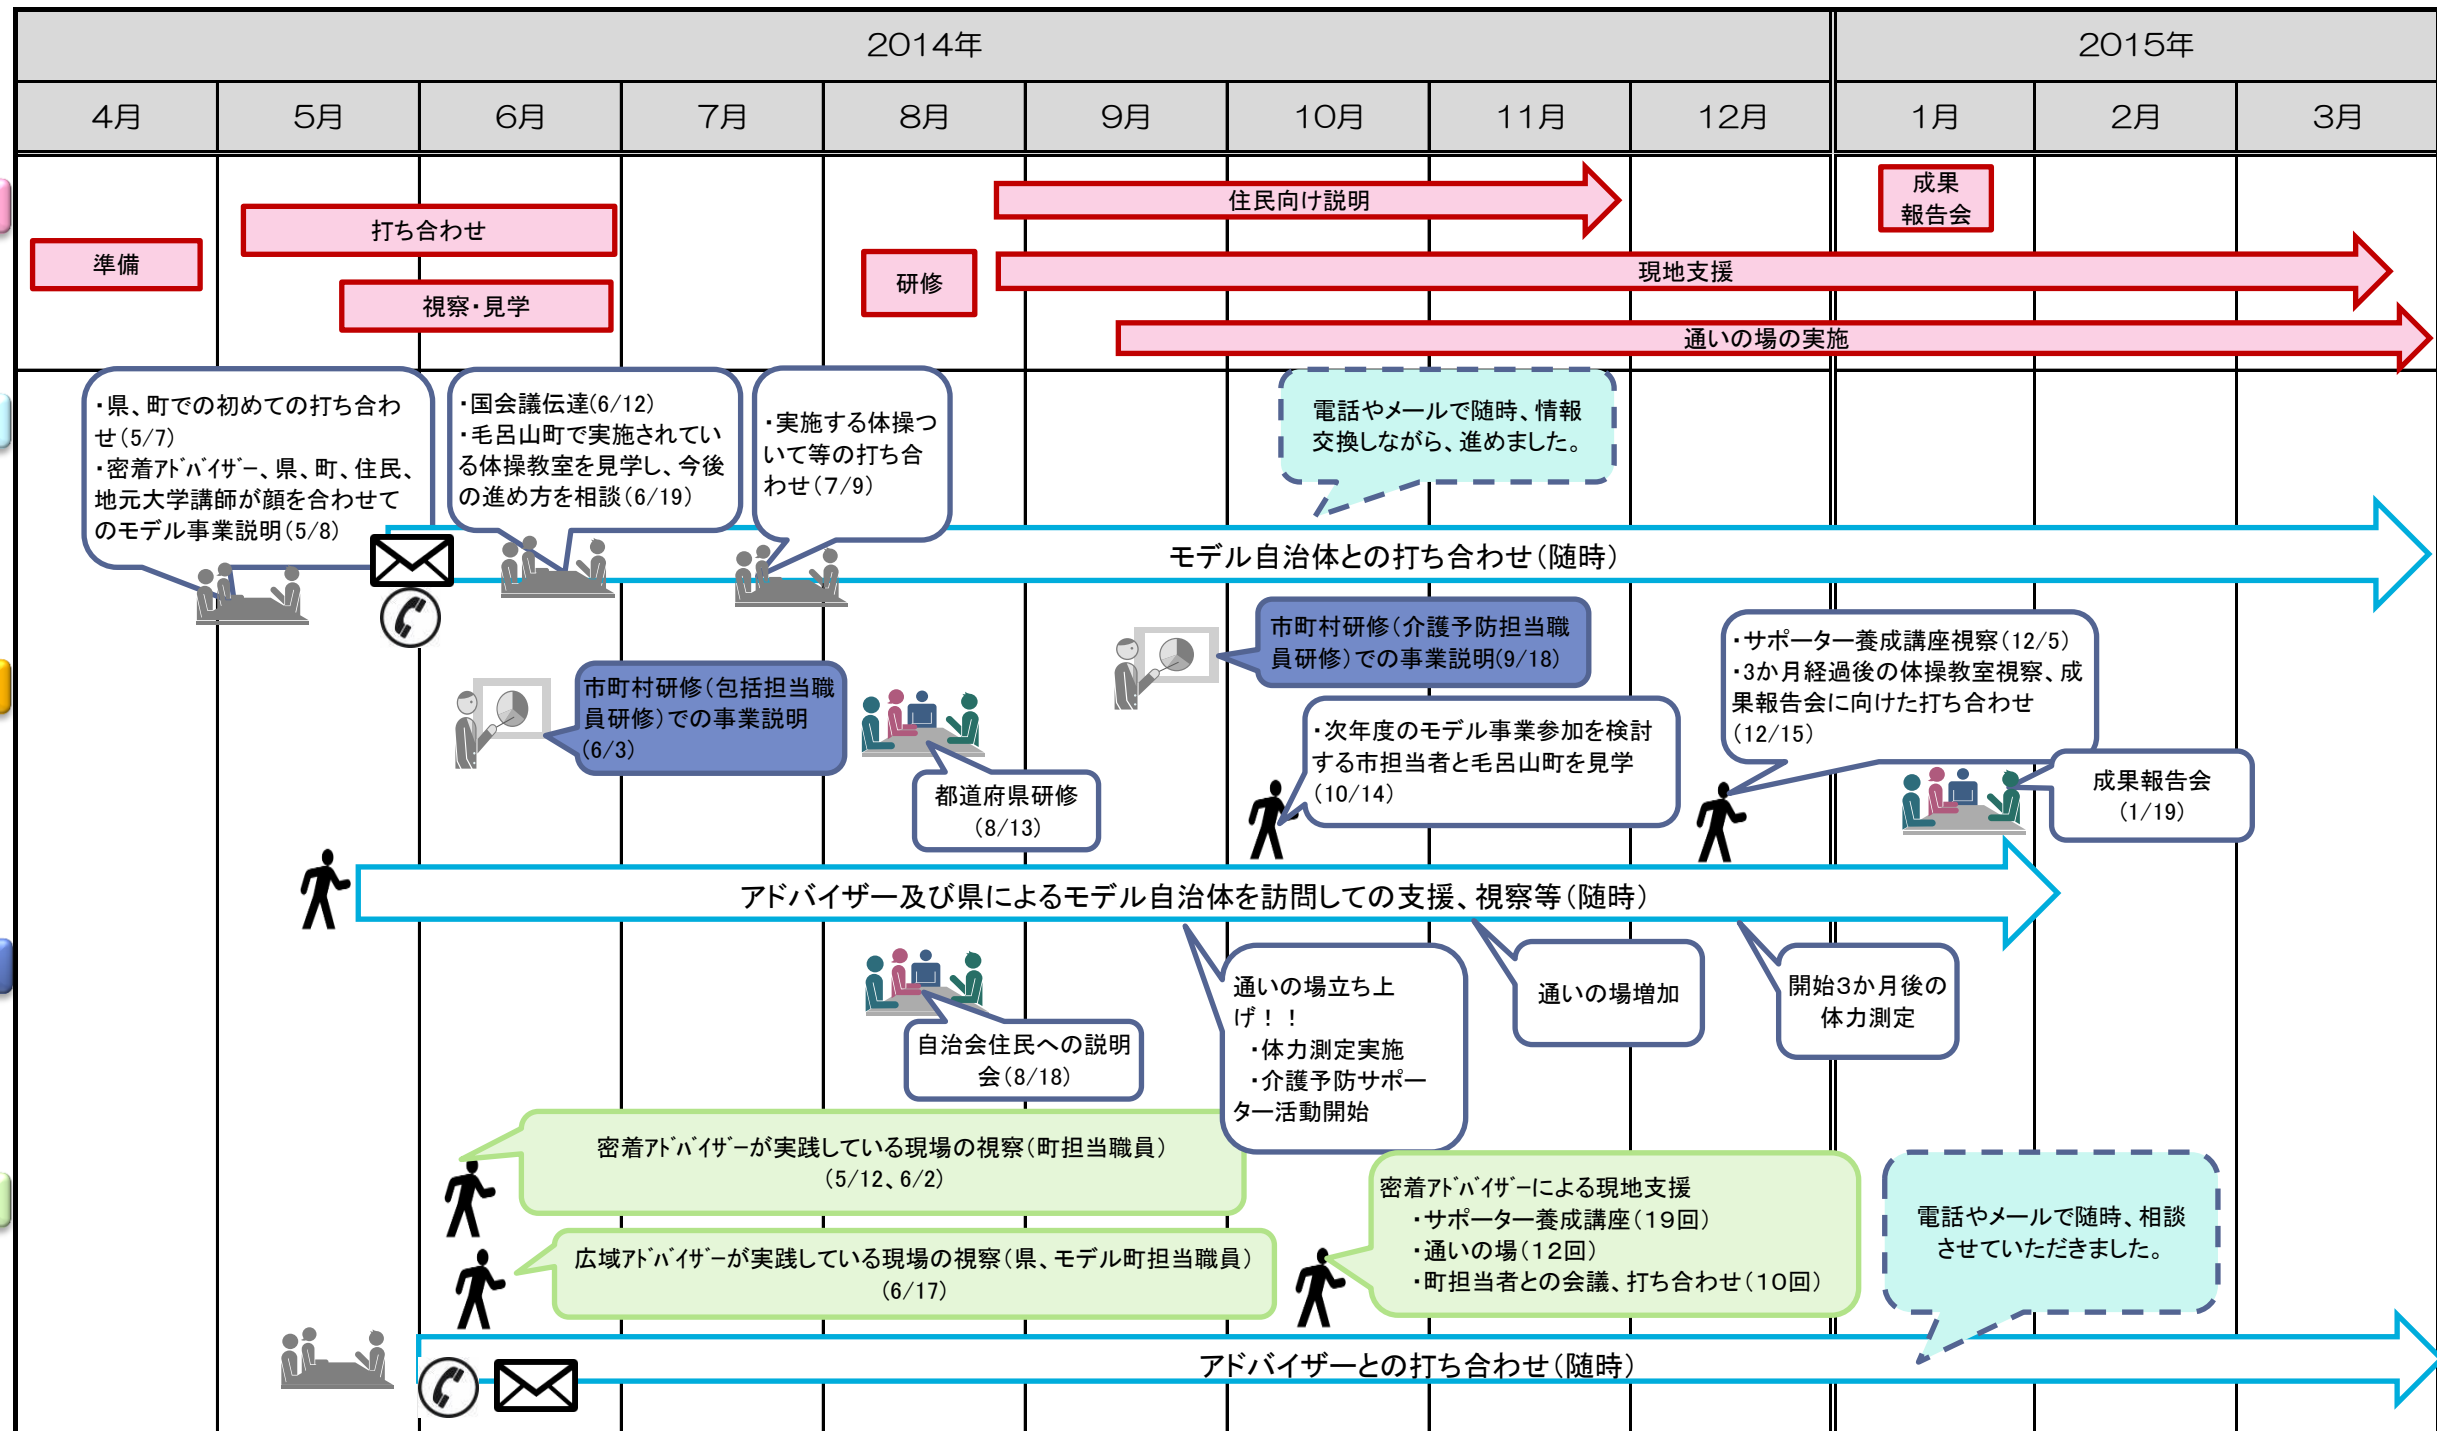 2014年
2015年
4月
5月
6月
7月
8月
9月
10月
11月
12月
1月
2月
3月
住民向け説明
成果
報告会
打ち合わせ
準備
研修
現地支援
視察・見学
通いの場の実施
・県、町での初めての打ち合わ
せ(5/7)
・密着アドバイザー、県、町、住民、
地元大学講師が顔を合わせて
のモデル事業説明(5/8)
・国会議伝達(6/12)
・毛呂山町で実施されてい
る体操教室を見学し、今後
の進め方を相談(6/19)
・実施する体操つ
いて等の打ち合
わせ(7/9)
電話やメールで随時、情報
交換しながら、進めました。
モデル自治体との打ち合わせ(随時)
市町村研修(包括担当職
員研修)での事業説明
(6/3)
都道府県研修
(8/13)
市町村研修(介護予防担当職
員研修)での事業説明(9/18)
・次年度のモデル事業参加を検討
する市担当者と毛呂山町を見学
(10/14)
・サポーター養成講座視察(12/5)
・3か月経過後の体操教室視察、成
果報告会に向けた打ち合わせ
(12/15)
成果報告会
(1/19)
アドバイザー及び県によるモデル自治体を訪問しての支援、視察等(随時)
自治会住民への説明
会(8/18)
通いの場立ち上
げ！！
・体力測定実施
・介護予防サポー
ター活動開始
通いの場増加
開始3か月後の
体力測定
密着アドバイザーが実践している現場の視察(町担当職員)
(5/12、6/2)
広域アドバイザーが実践している現場の視察(県、モデル町担当職員)
(6/17)
密着アドバイザーによる現地支援
・サポーター養成講座(19回)
・通いの場(12回)
・町担当者との会議、打ち合わせ(10回)
電話やメールで随時、相談
させていただきました。
アドバイザーとの打ち合わせ(随時)